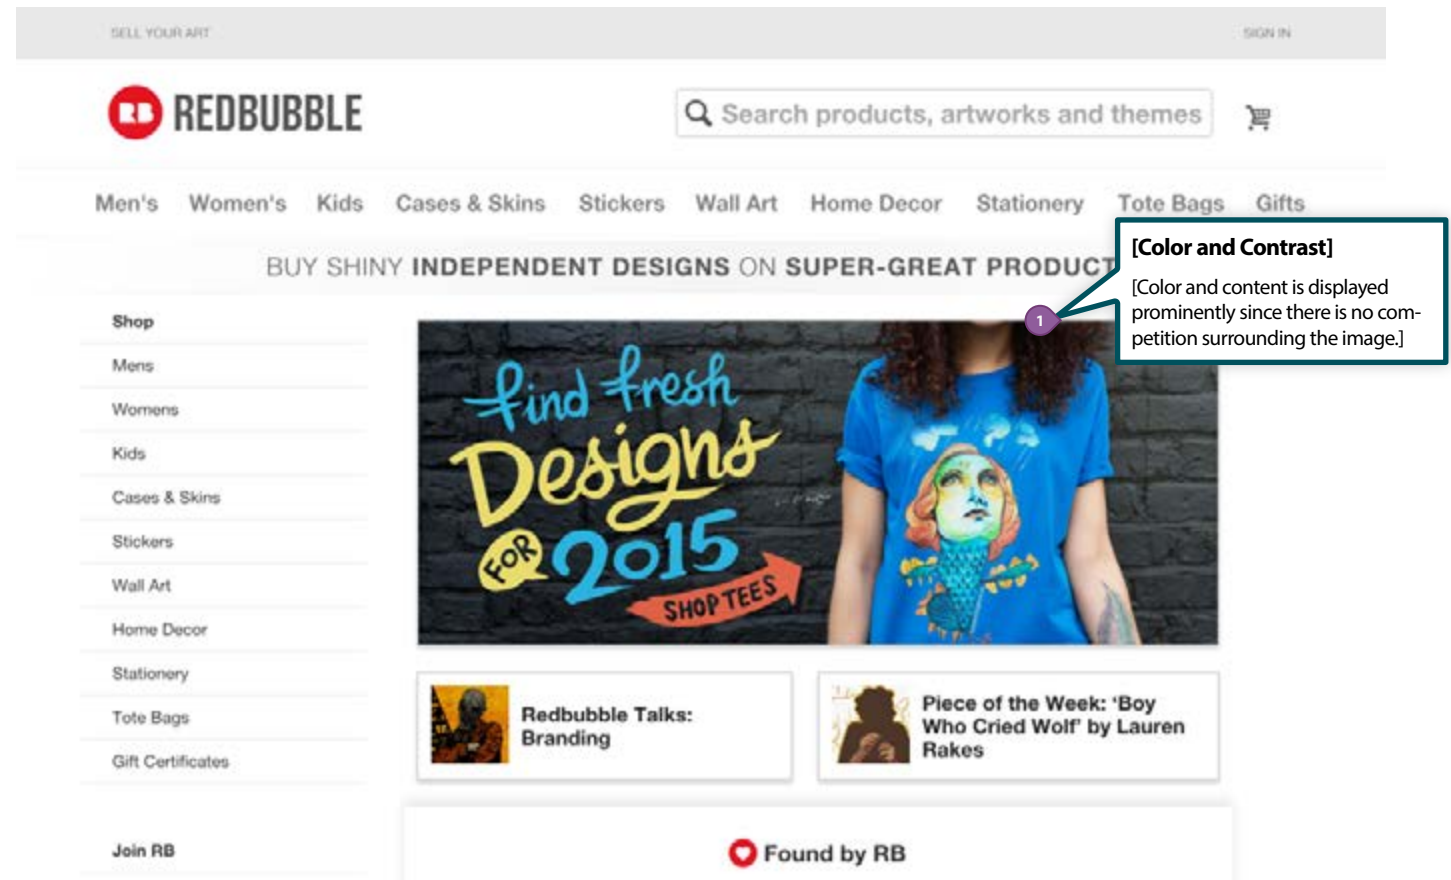 SELL YOUR ART
SIGN IN
RB REDBUBBLE
Search products, artworks and themes
Men's Women's Kids Cases & Skins Stickers Wall Art Home Decor Stationery Tote Bags Gifts
BUY SHINY INDEPENDENT DESIGNS ON SUPER-GREAT PRODUCT
[Color and Contrast]
[Color and content is displayed
prominently since there is no com-
petition surrounding the image.]
1
Shop
Mens
Womens
Kids
Cases & Skins
Stickers
Wall Art
Home Decor
Stationery
Tote Bags
Gift Certificates
Join RB
find fresh
Designs
FOR 2015
SHOP TEES
Redbubble Talks:
Branding
Piece of the Week: ‘Boy
Who Cried Wolf’ by Lauren
Rakes
Found by RB